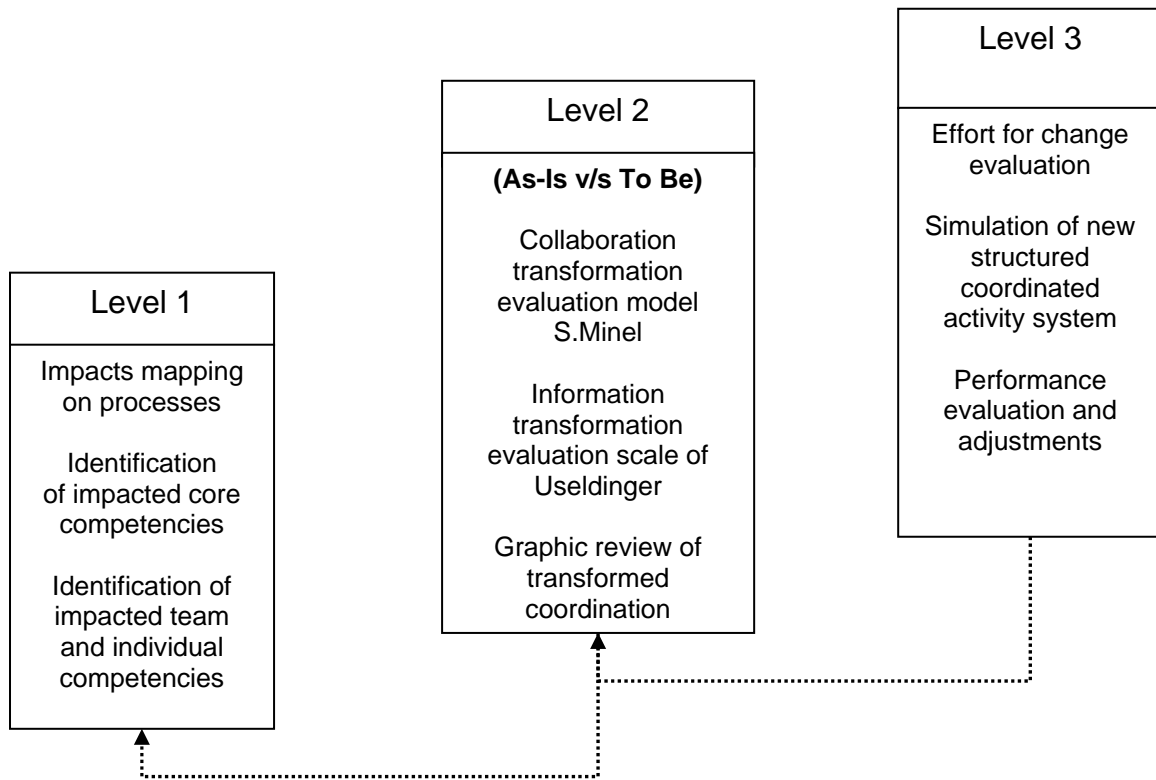 Level 1
Impacts mapping
on processes
Identification
of impacted core
competencies
Identification of
impacted team
and individual
competencies
Level 2
(As-Is v/s To Be)
Collaboration
transformation
evaluation model
S.Minel
Information
transformation
evaluation scale of
Useldinger
Graphic review of
transformed
coordination
Level 3
Effort for change
evaluation
Simulation of new
structured
coordinated
activity system
Performance
evaluation and
adjustments